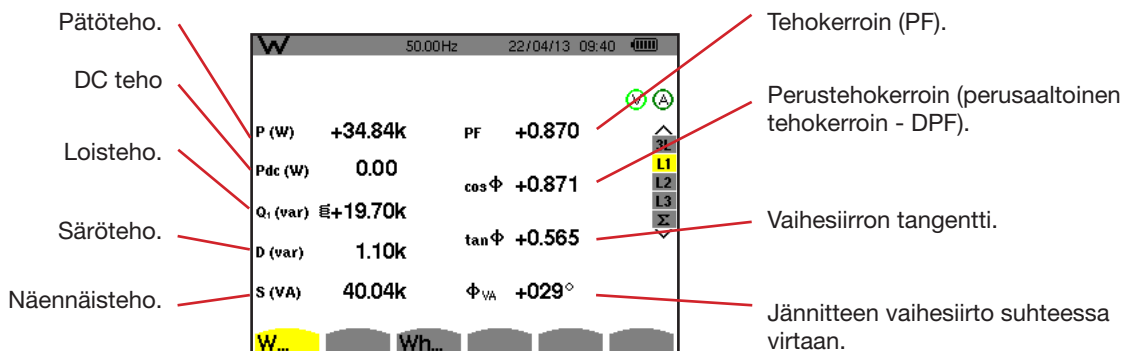 Pätöteho.
DC teho
Loisteho.
Säröteho.
Näennäisteho.
W 50.00Hz 22/04/13 09:40
V A
P (W) +34.84k PF +0.870
Pdc (W) 0.00 cosΦ +0.871
Q₁ (var) +19.70k tanΦ +0.565
D (var) 1.10k
S (VA) 40.04k ΦVA +029°
3L
L1
L2
L3
Σ
W... Wh...
Tehokerroin (PF).
Perustehokerroin (perusaaltoinen
tehokerroin - DPF).
Vaihesiirron tangentti.
Jännitteen vaihesiirto suhteessa
virtaan.